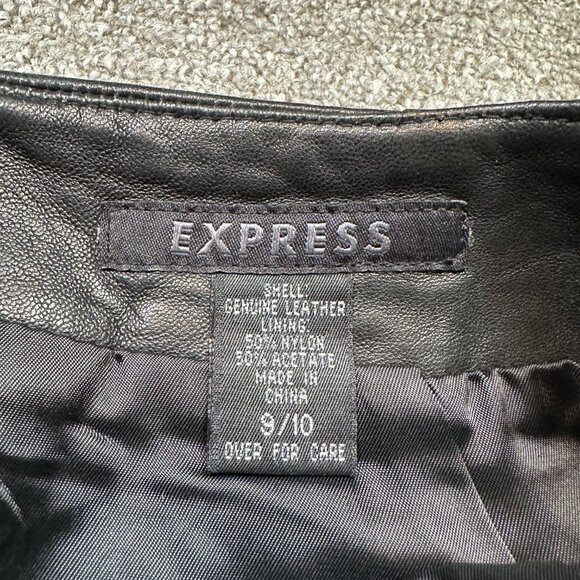 EXPRESS
SHELL
GENUINE LEATHER
LINING
50% NYLON
50% ACETATE
MADE IN
CHINA
9/10
OVER FOR CARE